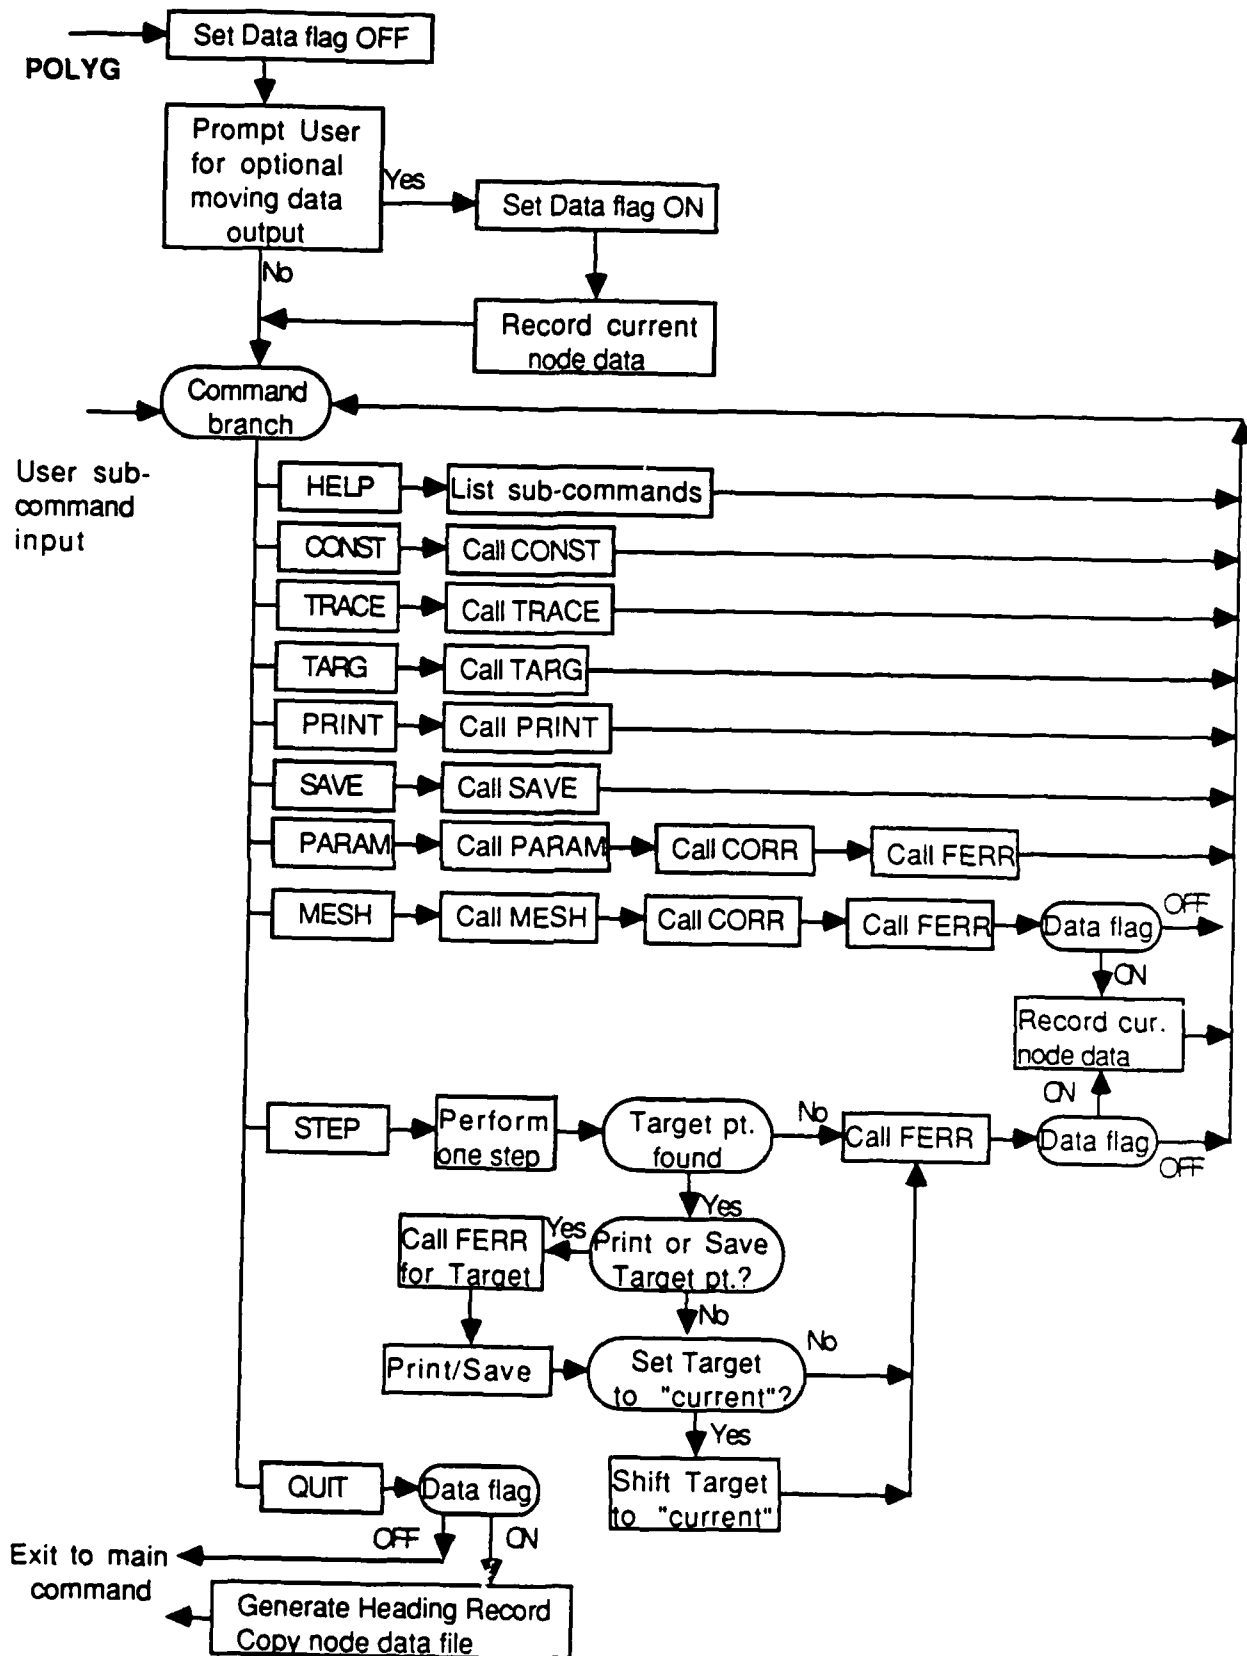 Set Data flag OFF
POLYG
Prompt User
for optional
moving data
output
Yes
Set Data flag ON
No
Record current
node data
Command
branch
User sub-
command
input
HELP
List sub-commands
CONST
Call CONST
TRACE
Call TRACE
TARG
Call TARG
PRINT
Call PRINT
SAVE
Call SAVE
PARAM
Call PARAM
Call CORR
Call FERR
MESH
Call MESH
Call CORR
Call FERR
Data flag
OFF
ON
Record cur.
node data
ON
STEP
Perform
one step
Target pt.
found
No
Call FERR
Data flag
OFF
Yes
Call FERR
for Target
Yes
Print or Save
Target pt.?
No
Print/Save
Set Target
to "current"?
No
Yes
Shift Target
to "current"
QUIT
Data flag
OFF
ON
Exit to main
command
Generate Heading Record
Copy node data file